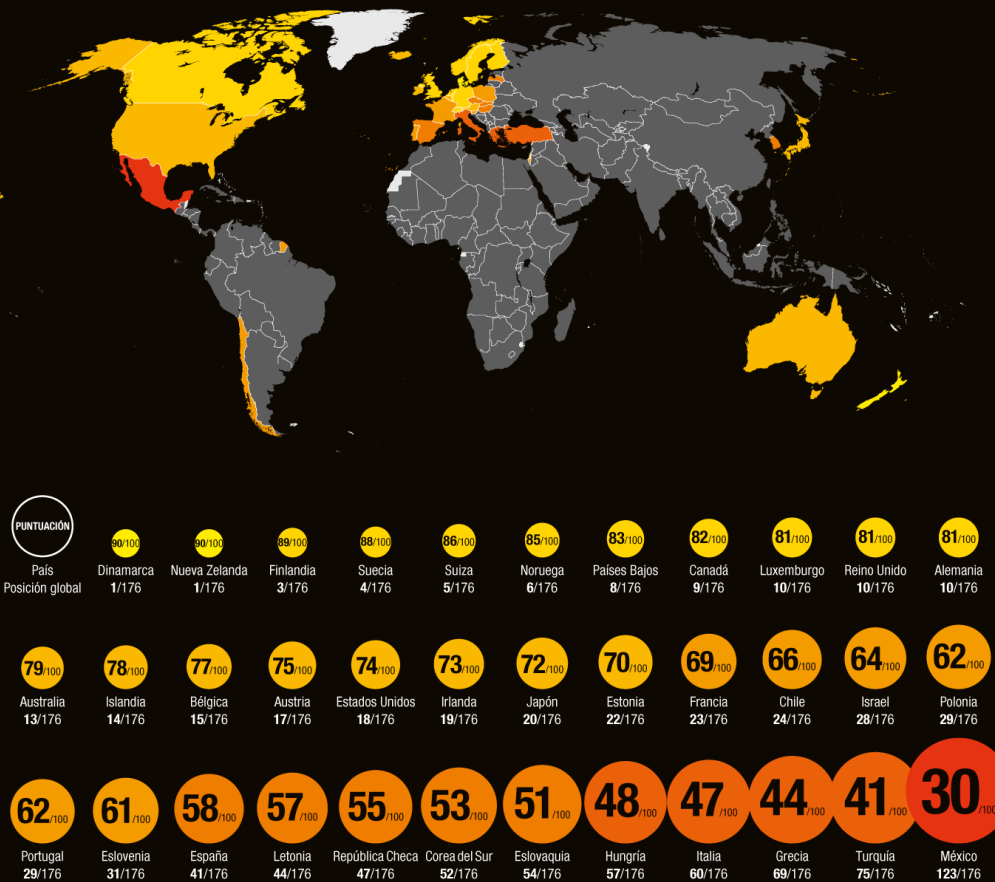 PUNTUACIÓN
País
Posición global
90/100
Dinamarca
1/176
90/100
Nueva Zelanda
1/176
89/100
Finlandia
3/176
88/100
Suecia
4/176
86/100
Suiza
5/176
85/100
Noruega
6/176
83/100
Países Bajos
8/176
82/100
Canadá
9/176
81/100
Luxemburgo
10/176
81/100
Reino Unido
10/176
81/100
Alemania
10/176
79/100
Australia
13/176
78/100
Islandia
14/176
77/100
Bélgica
15/176
75/100
Austria
17/176
74/100
Estados Unidos
18/176
73/100
Irlanda
19/176
72/100
Japón
20/176
70/100
Estonia
22/176
69/100
Francia
23/176
66/100
Chile
24/176
64/100
Israel
28/176
62/100
Polonia
29/176
62/100
Portugal
29/176
61/100
Eslovenia
31/176
58/100
España
41/176
57/100
Letonia
44/176
55/100
República Checa
47/176
53/100
Corea del Sur
52/176
51/100
Eslovaquia
54/176
48/100
Hungría
57/176
47/100
Italia
60/176
44/100
Grecia
69/176
41/100
Turquía
75/176
30/100
México
123/176